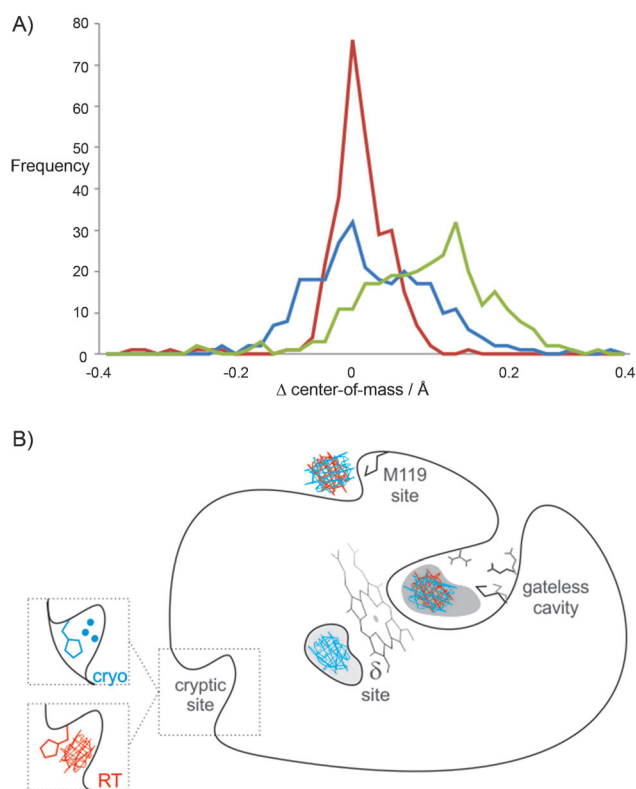 A)
80
70
60
50
Frequency
40
30
20
10
0
-0.4 -0.2 0 0.2 0.4
Δ center-of-mass / Å
B)
M119
site
gateless
cavity
δ
site
cryptic
site
cryo
RT